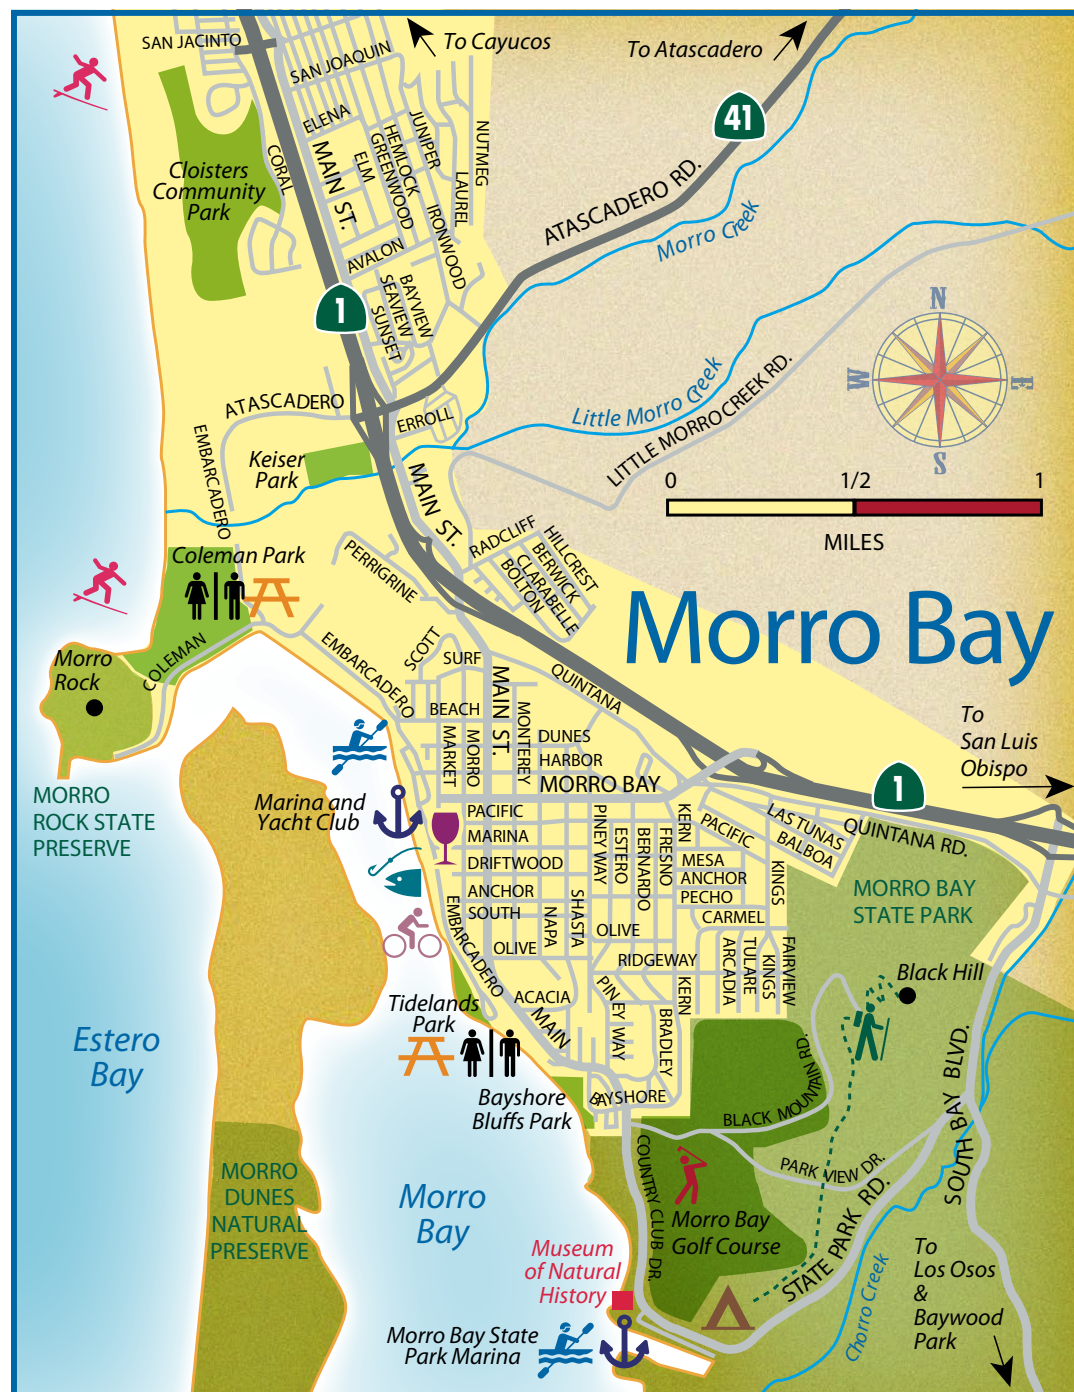 SAN JACINTO
To Cayucos
To Atascadero
SAN JOAQUIN
41
ELENA
JUNIPER
NUTMEG
HEMLOCK
GREENWOOD
ELM
MAIN ST.
CORAL
LAUREL
IRONWOOD
Cloisters
Community
Park
ATASCADERO RD.
Morro Creek
AVALON
BAYVIEW
SEAVIEW
SUNSET
1
N
W
E
S
Little Morro Creek
LITTLE MORRO CREEK RD.
ATASCADERO
ERROLL
EMBARCADERO
Keiser
Park
MAIN ST.
0
1/2
1
MILES
RADCLIFF
HILLCREST
BERWICK
CLARABELLE
BOLTON
PERRIGRINE
Coleman Park
Morro Bay
COLEMAN
Morro
Rock
EMBARCADERO
SCOTT
SURF
QUINTANA
MAIN ST.
BEACH
MONTEREY
MARKET
MORRO
DUNES
HARBOR
MORRO BAY
To
San Luis
Obispo
1
MORRO
ROCK STATE
PRESERVE
Marina and
Yacht Club
PACIFIC
MARINA
DRIFTWOOD
PINEY WAY
ESTERO
BERNARDO
FRESNO
KERN
PACIFIC
LAS TUNAS
BALBOA
QUINTANA RD.
MESA
ANCHOR
PECHO
KINGS
MORRO BAY
STATE PARK
ANCHOR
SOUTH
OLIVE
NAPA
SHASTA
EMBARCADERO
CARMEL
OLIVE
RIDGEWAY
ARCADIA
TULARE
KINGS
FAIRVIEW
Black Hill
Tidelands
Park
ACACIA
MAIN
PINEY WAY
KERN
BRADLEY
Estero
Bay
BLACK MOUNTAIN RD.
SOUTH BAY BLVD.
Bayshore
Bluffs Park
BAYSHORE
COUNTRY CLUB DR.
PARK VIEW DR.
MORRO
DUNES
NATURAL
PRESERVE
Morro
Bay
Morro Bay
Golf Course
STATE PARK RD.
Museum
of Natural
History
Chorro Creek
To
Los Osos
&
Baywood
Park
Morro Bay State
Park Marina